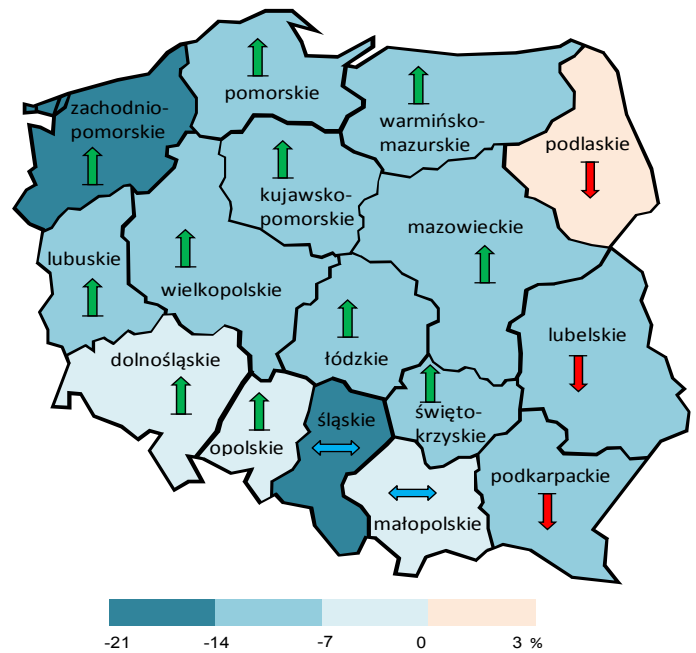 pomorskie
zachodnio-
pomorskie
warmińsko-
mazurskie
podlaskie
kujawsko-
pomorskie
mazowieckie
lubuskie
wielkopolskie
łódzkie
lubelskie
dolnośląskie
śląskie
święto-
krzyskie
opolskie
podkarpackie
małopolskie
-21 -14 -7 0 3 %